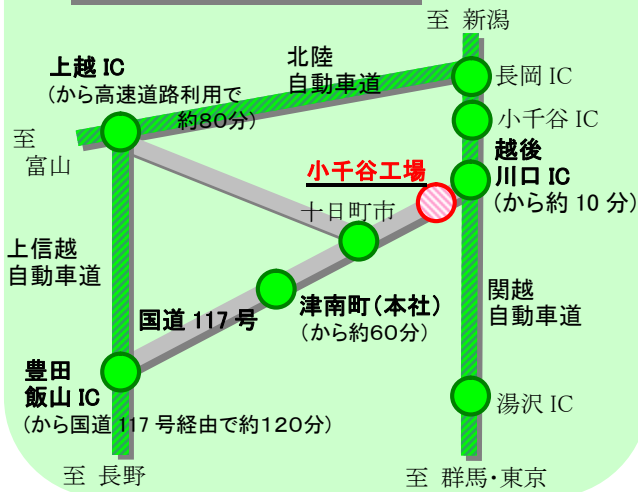 至 新潟
北陸
自動車道
上越 IC
(から高速道路利用で
約80分)
長岡 IC
小千谷 IC
至
富山
越後
川口 IC
(から約 10 分)
小千谷工場
十日町市
上信越
自動車道
関越
自動車道
国道 117 号
津南町(本社)
(から約60分)
豊田
飯山 IC
(から国道 117 号経由で約120分)
湯沢 IC
至 長野
至 群馬・東京